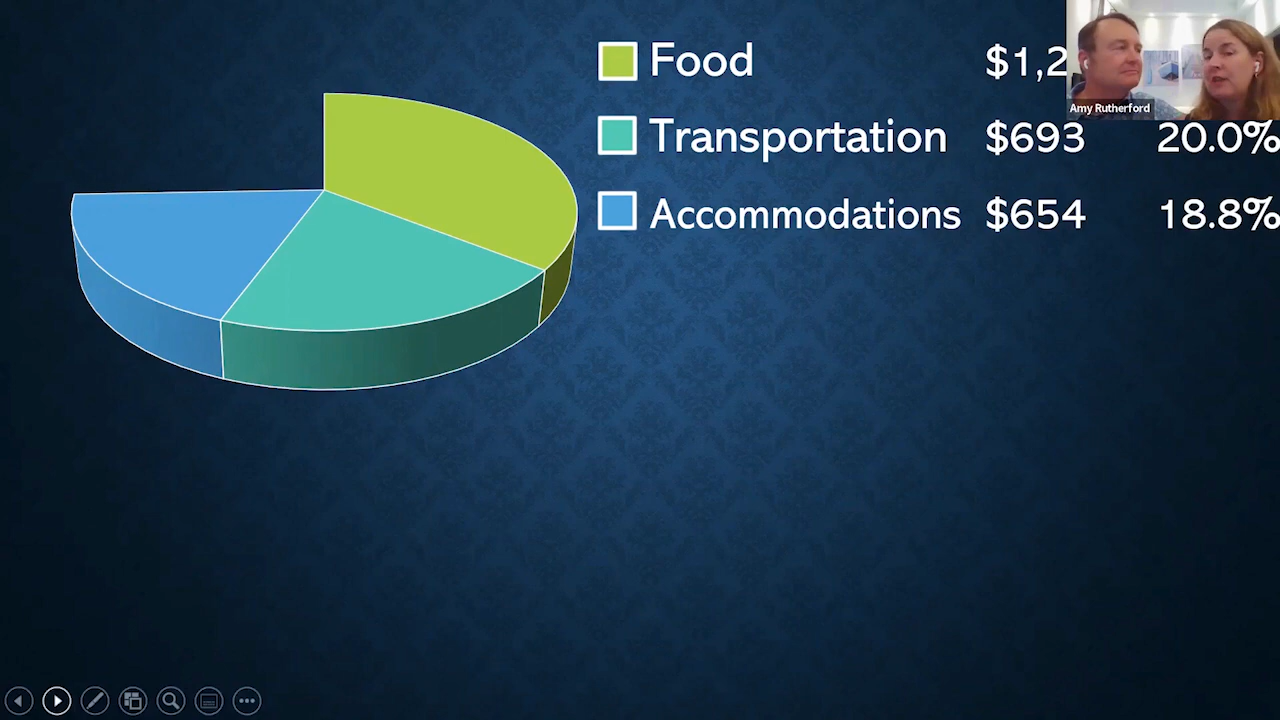 Food $1,2
Amy Rutherford
Transportation $693 20.0%
Accommodations $654 18.8%